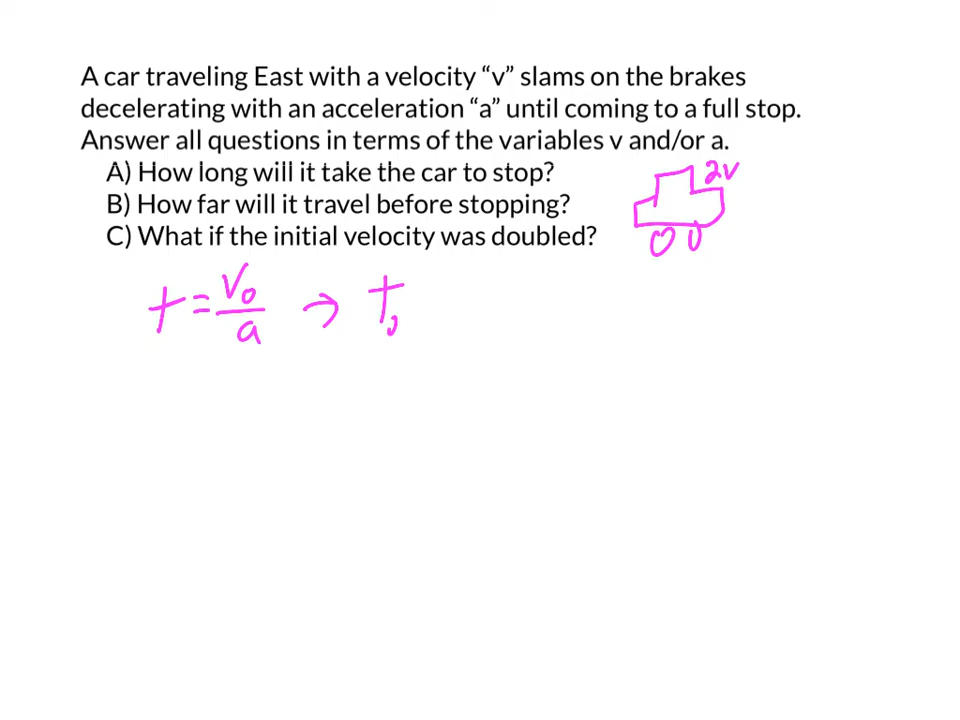 A car traveling East with a velocity “v” slams on the brakes
decelerating with an acceleration “a” until coming to a full stop.
Answer all questions in terms of the variables v and/or a.
A) How long will it take the car to stop?
B) How far will it travel before stopping?
C) What if the initial velocity was doubled?
2v
t = v₀/a → t₀